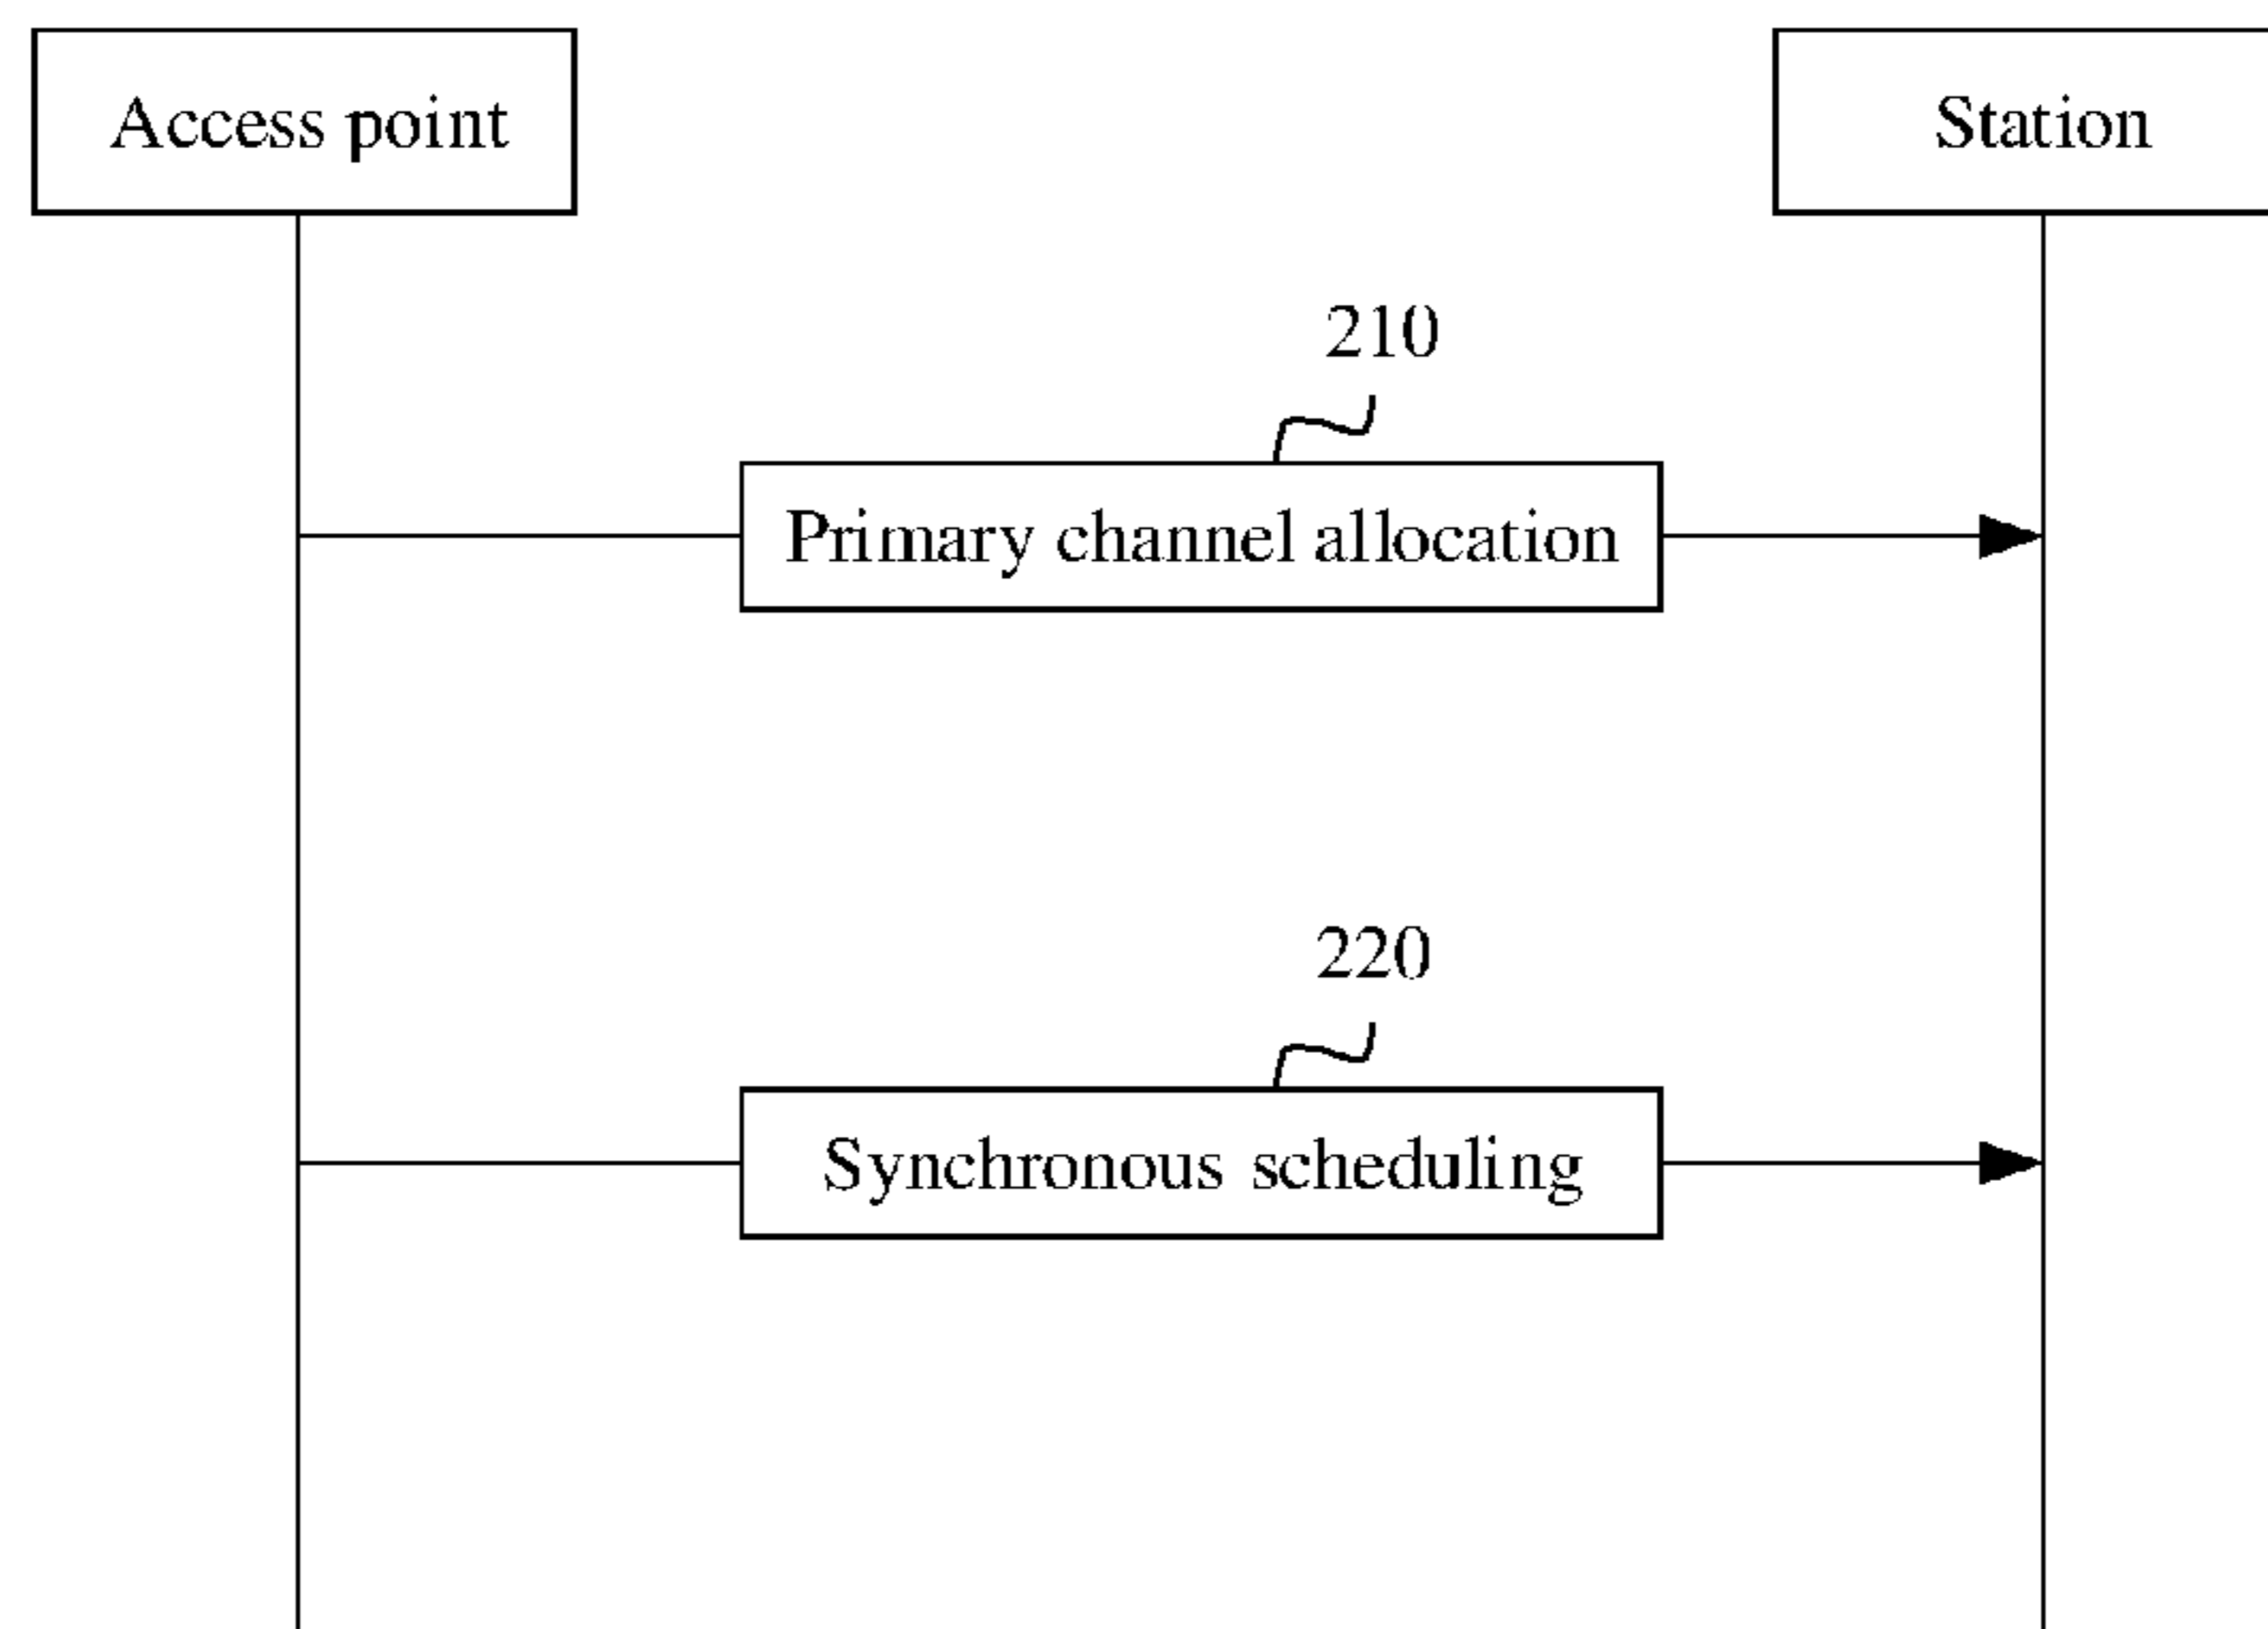 Access point
Station
210
Primary channel allocation
220
Synchronous scheduling